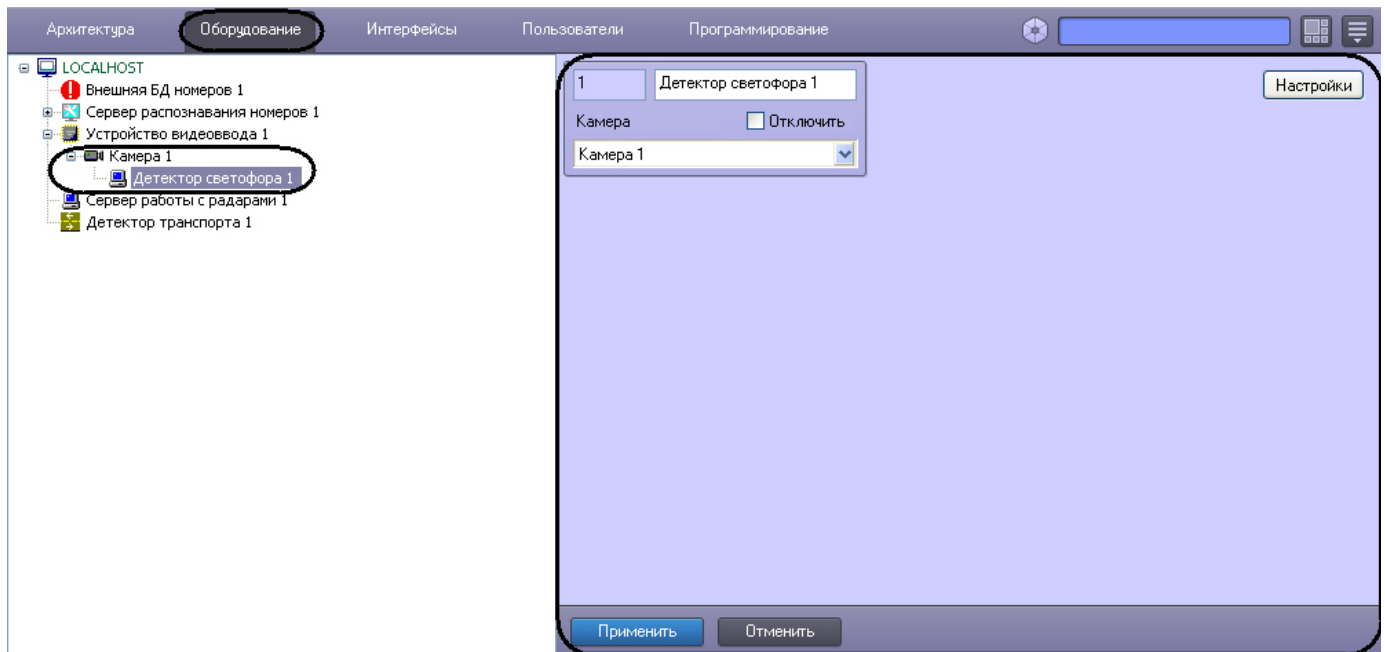 Архитектура Оборудование Интерфейсы Пользователи Программирование
LOCALHOST
Внешняя БД номеров 1
Сервер распознавания номеров 1
Устройство видеоввода 1
Камера 1
Детектор светофора 1
Сервер работы с радарами 1
Детектор транспорта 1
1 Детектор светофора 1
Настройки
Камера Отключить
Камера 1
Применить Отменить